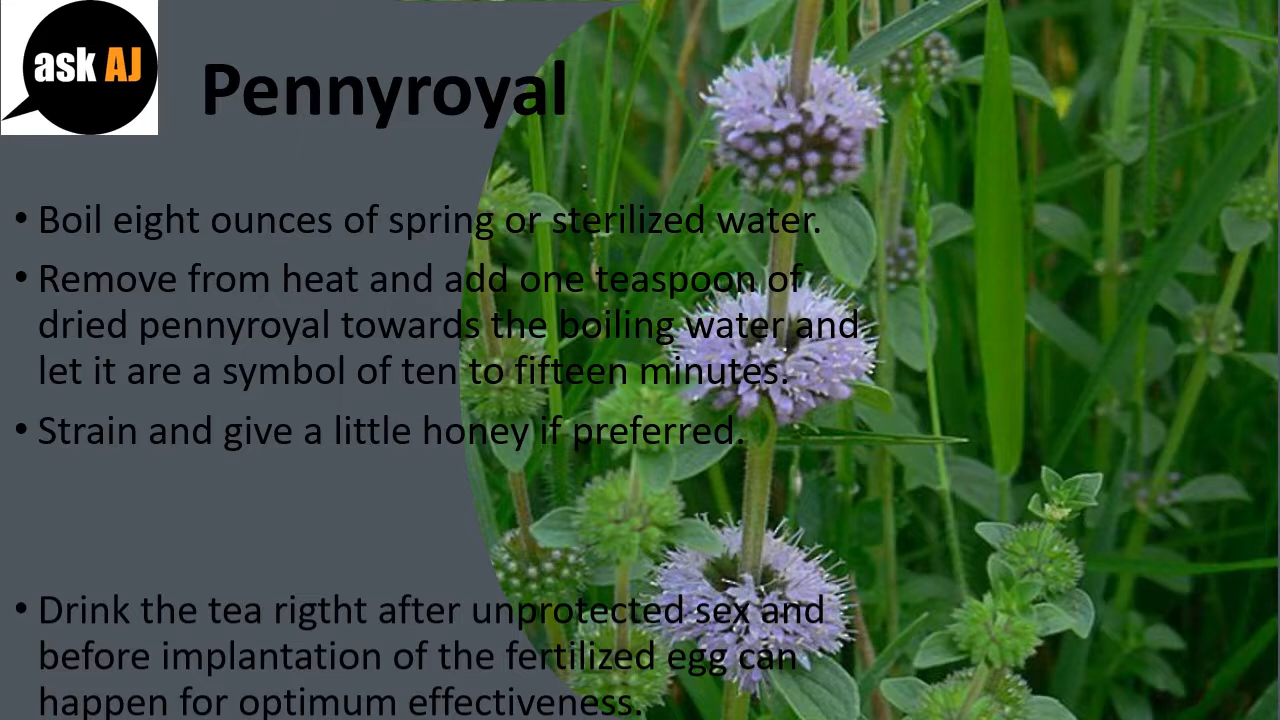 ask AJ
Pennyroyal
• Boil eight ounces of spring or sterilized water.
• Remove from heat and add one teaspoon of
dried pennyroyal towards the boiling water and
let it are a symbol of ten to fifteen minutes.
• Strain and give a little honey if preferred.
• Drink the tea rigtht after unprotected sex and
before implantation of the fertilized egg can
happen for optimum effectiveness.